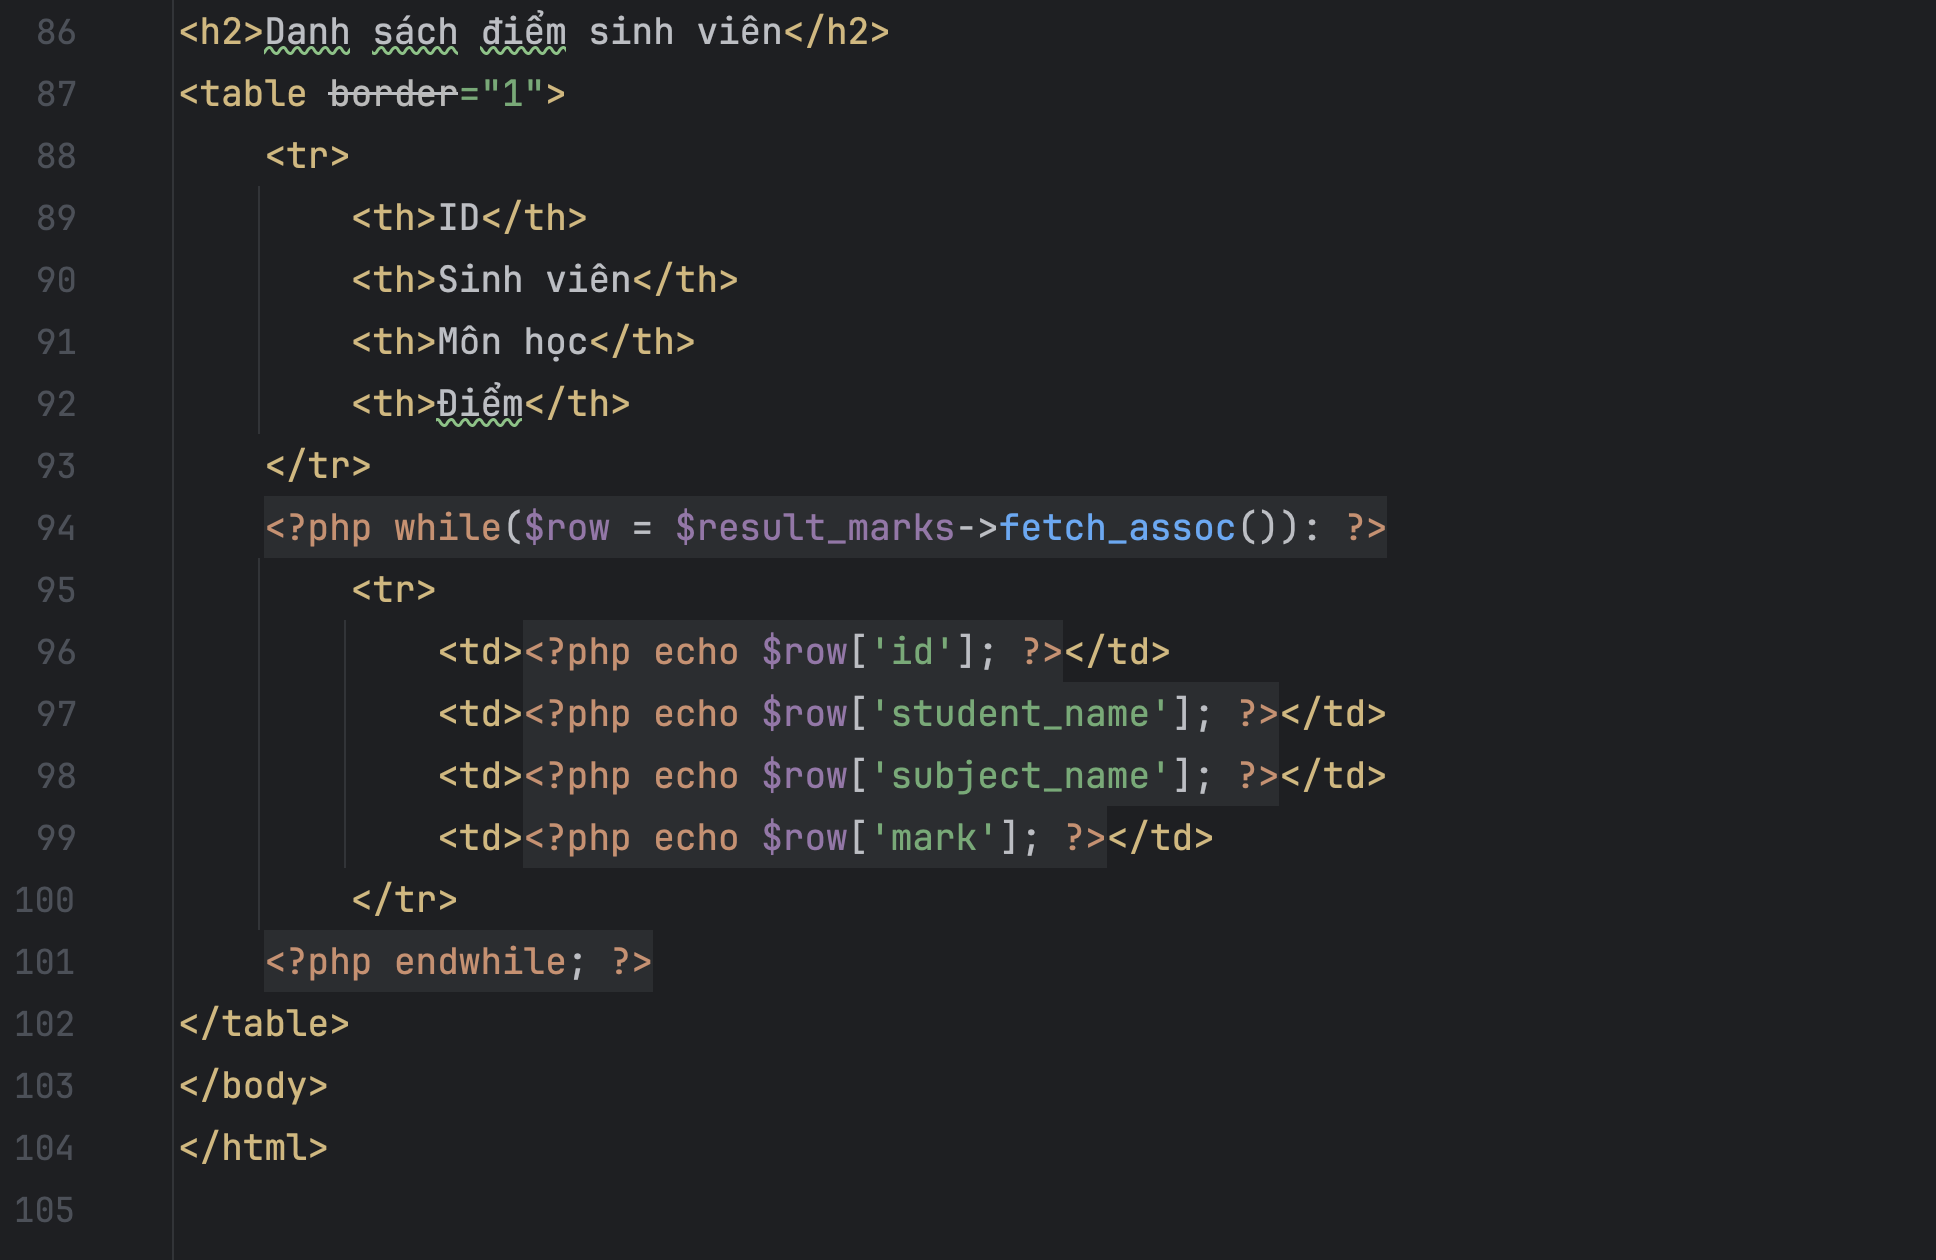 86 <h2>Danh sách điểm sinh viên</h2>
87 <table border="1">
88 <tr>
89 <th>ID</th>
90 <th>Sinh viên</th>
91 <th>Môn học</th>
92 <th>Điểm</th>
93 </tr>
94 <?php while($row = $result_marks->fetch_assoc()): ?>
95 <tr>
96 <td><?php echo $row['id']; ?></td>
97 <td><?php echo $row['student_name']; ?></td>
98 <td><?php echo $row['subject_name']; ?></td>
99 <td><?php echo $row['mark']; ?></td>
100 </tr>
101 <?php endwhile; ?>
102 </table>
103 </body>
104 </html>
105